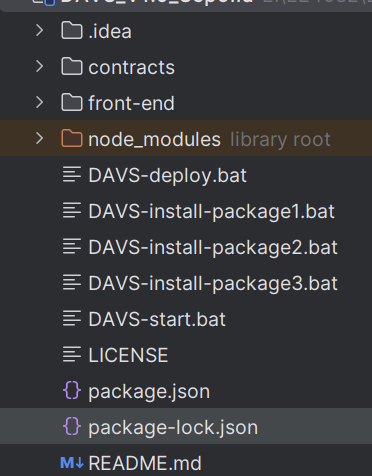 .idea
contracts
front-end
node_modules library root
DAVS-deploy.bat
DAVS-install-package1.bat
DAVS-install-package2.bat
DAVS-install-package3.bat
DAVS-start.bat
LICENSE
{} package.json
{} package-lock.json
M↓ README.md